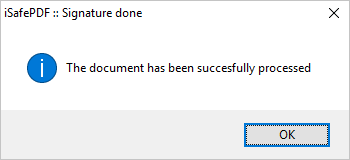 iSafePDF :: Signature done
The document has been succesfully processed
OK